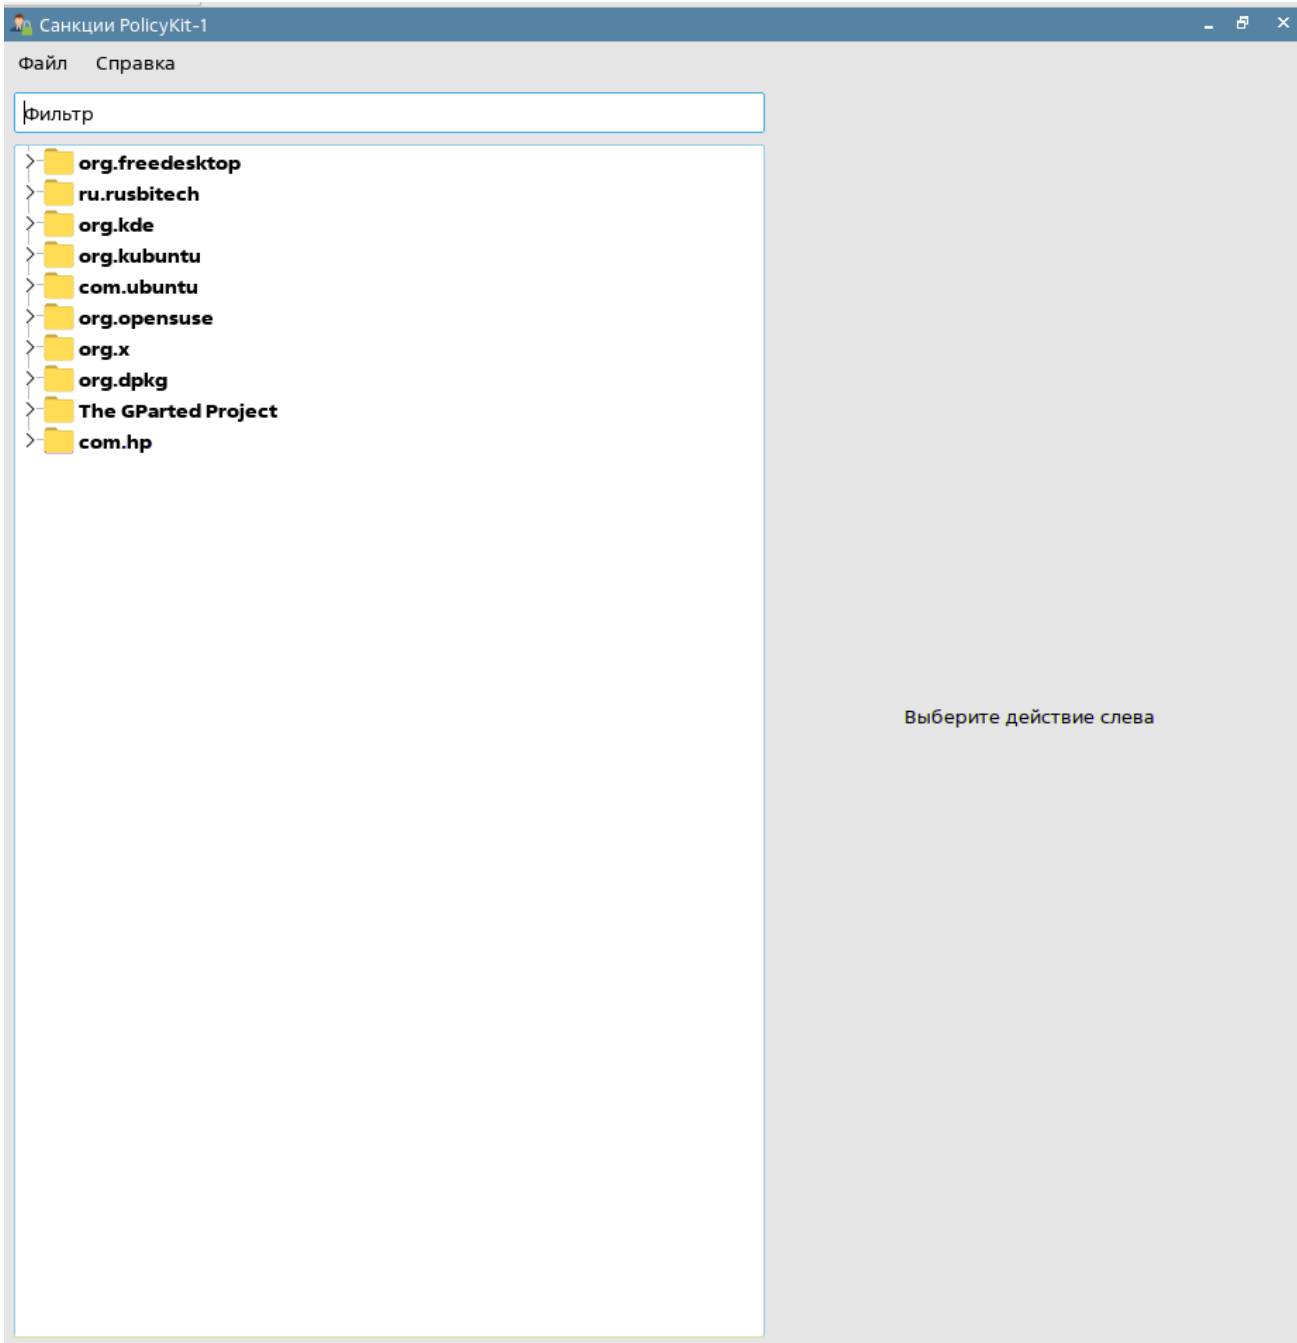 Санкции PolicyKit-1
Файл Справка
Фильтр
org.freedesktop
ru.rusbitech
org.kde
org.kubuntu
com.ubuntu
org.opensuse
org.x
org.dpkg
The GParted Project
com.hp
Выберите действие слева